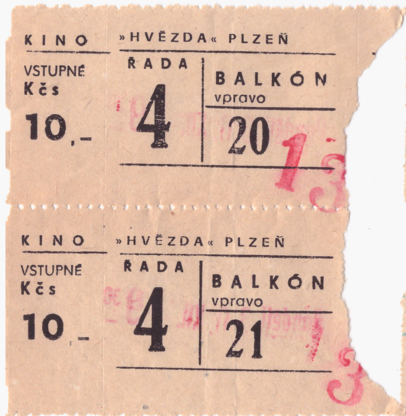 KINO »HVĚZDA« PLZEŇ
VSTUPNÉ
Kčs
10,–
ŘADA
4
BALKÓN
vpravo
20
13
KINO »HVĚZDA« PLZEŇ
VSTUPNÉ
Kčs
10,–
ŘADA
4
BALKÓN
vpravo
21
13